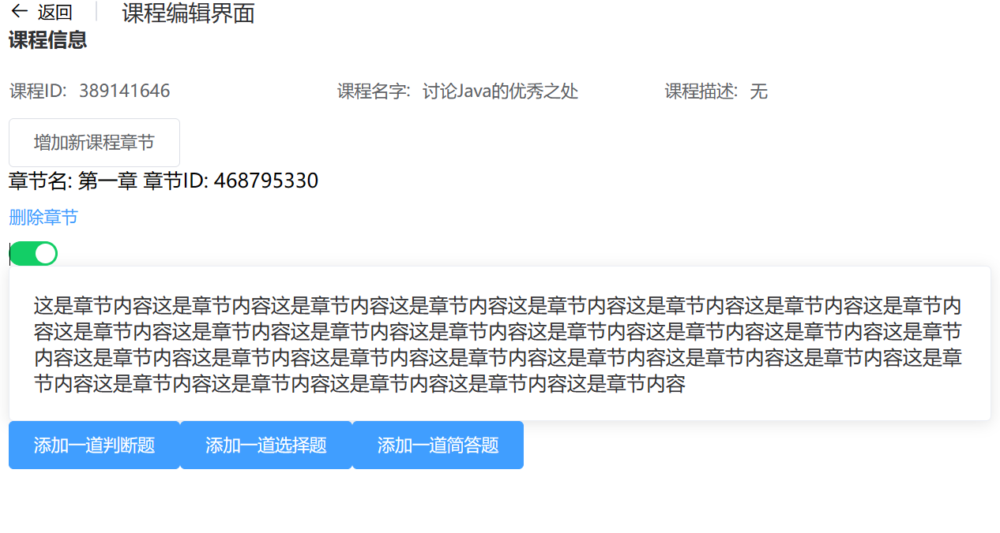 返回 课程编辑界面
课程信息
课程ID: 389141646 课程名字: 讨论Java的优秀之处 课程描述: 无
增加新课程章节
章节名: 第一章 章节ID: 468795330
删除章节
这是章节内容这是章节内容这是章节内容这是章节内容这是章节内容这是章节内容这是章节内容这是章节内
容这是章节内容这是章节内容这是章节内容这是章节内容这是章节内容这是章节内容这是章节内容这是章节
内容这是章节内容这是章节内容这是章节内容这是章节内容这是章节内容这是章节内容这是章节内容这是章
节内容这是章节内容这是章节内容这是章节内容这是章节内容这是章节内容
添加一道判断题 添加一道选择题 添加一道简答题